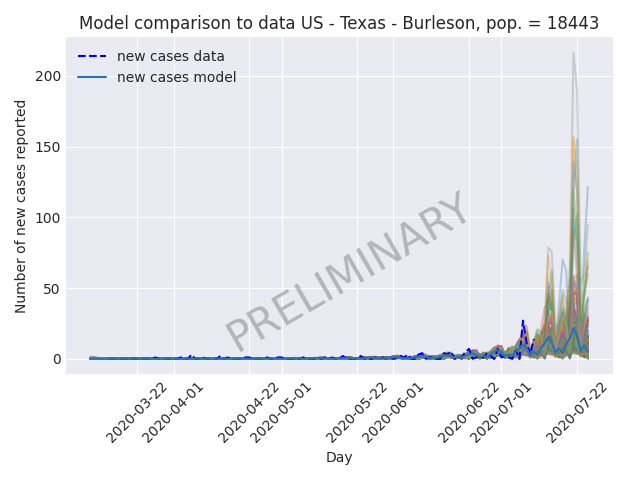 Model comparison to data US - Texas - Burleson, pop. = 18443
new cases data
new cases model
200
150
100
50
0
Number of new cases reported
PRELIMINARY
2020-03-22
2020-04-01
2020-04-22
2020-05-01
2020-05-22
2020-06-01
2020-06-22
2020-07-01
2020-07-22
Day